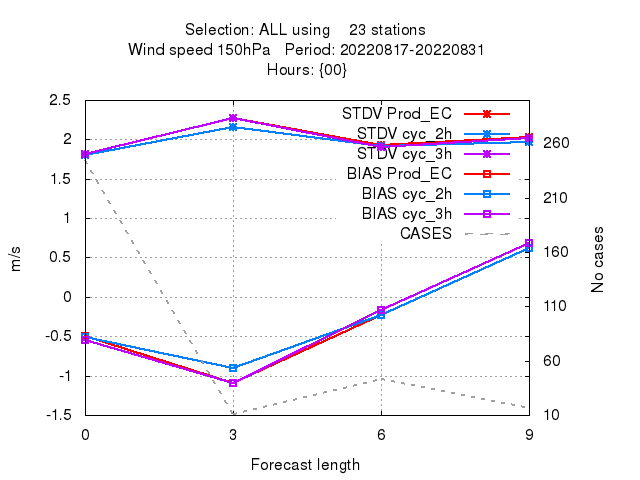 Selection: ALL using 23 stations
Wind speed 150hPa Period: 20220817-20220831
Hours: {00}
STDV Prod_EC
STDV cyc_2h
STDV cyc_3h
BIAS Prod_EC
BIAS cyc_2h
BIAS cyc_3h
CASES
2.5
2
1.5
1
0.5
0
-0.5
-1
-1.5
m/s
260
210
160
110
60
10
No cases
0 3 6 9
Forecast length